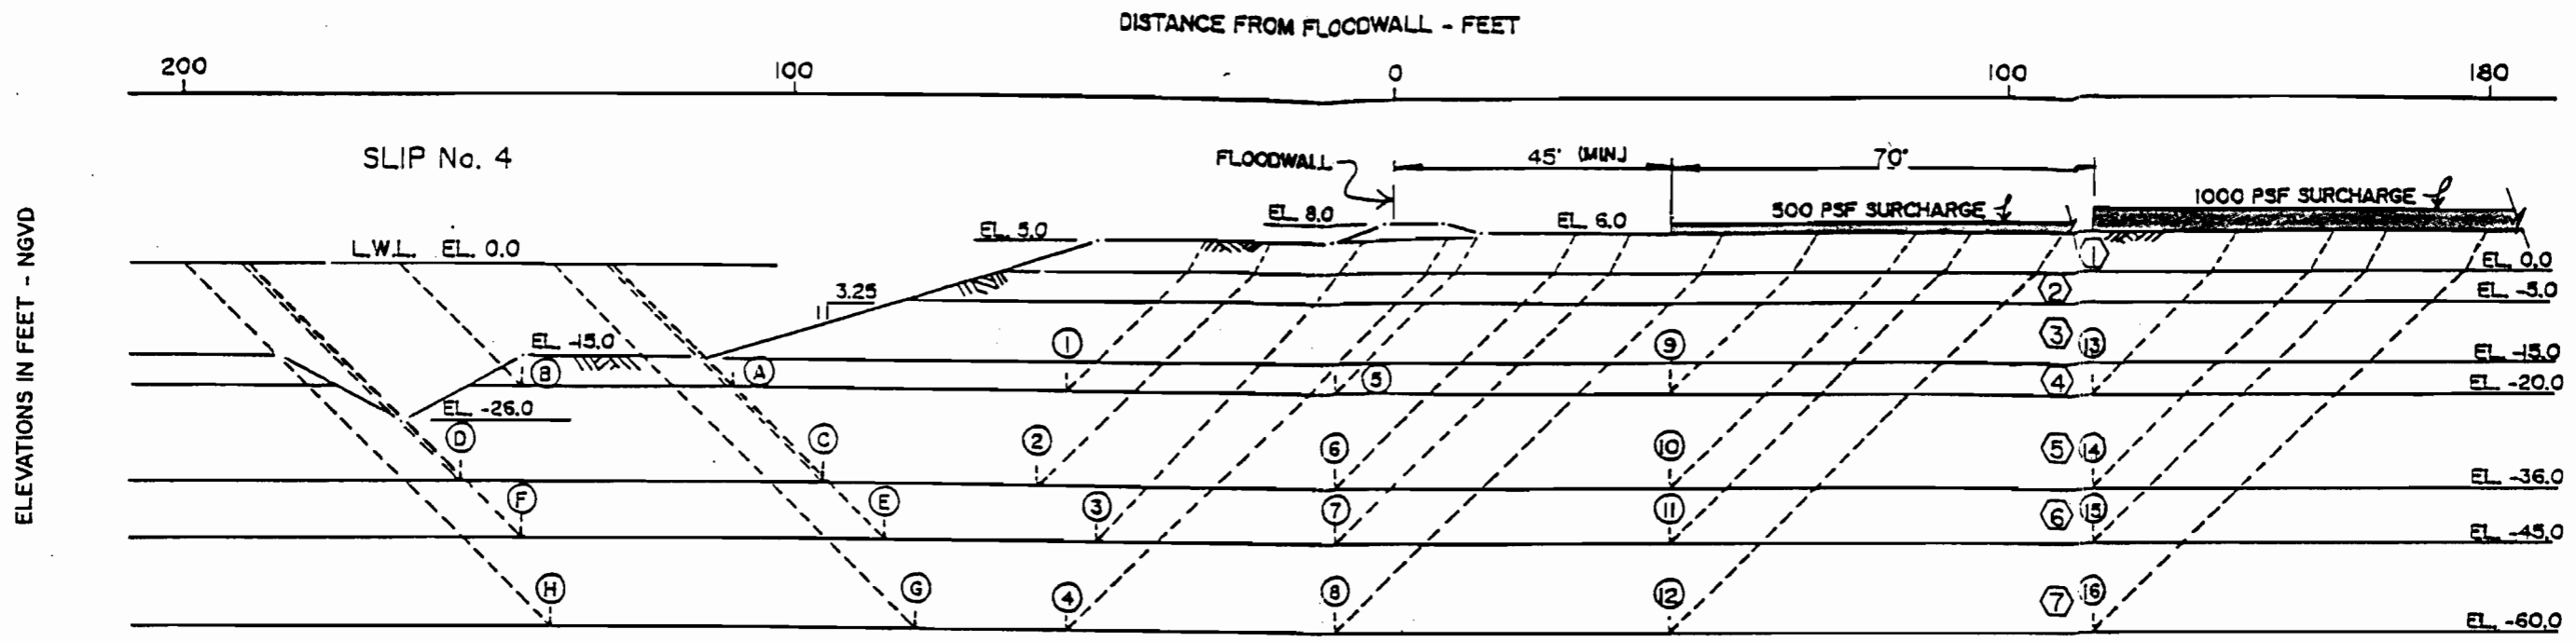 DISTANCE FROM FLOODWALL - FEET
200 100 0 100 180
SLIP No. 4
FLOODWALL
45' (MIN.)
70'
1000 PSF SURCHARGE
500 PSF SURCHARGE
EL. 8.0
EL. 6.0
EL. 5.0
L.W.L. EL. 0.0
1
EL. 0.0
2
EL. -5.0
3.25
1
3
EL. -15.0
1
9
13
EL. -15.0
B
A
5
4
EL. -20.0
EL. -26.0
D
C
2
6
10
5
14
EL. -36.0
F
E
3
7
11
6
15
EL. -45.0
H
G
4
8
12
7
16
EL. -60.0
ELEVATIONS IN FEET - NGVD